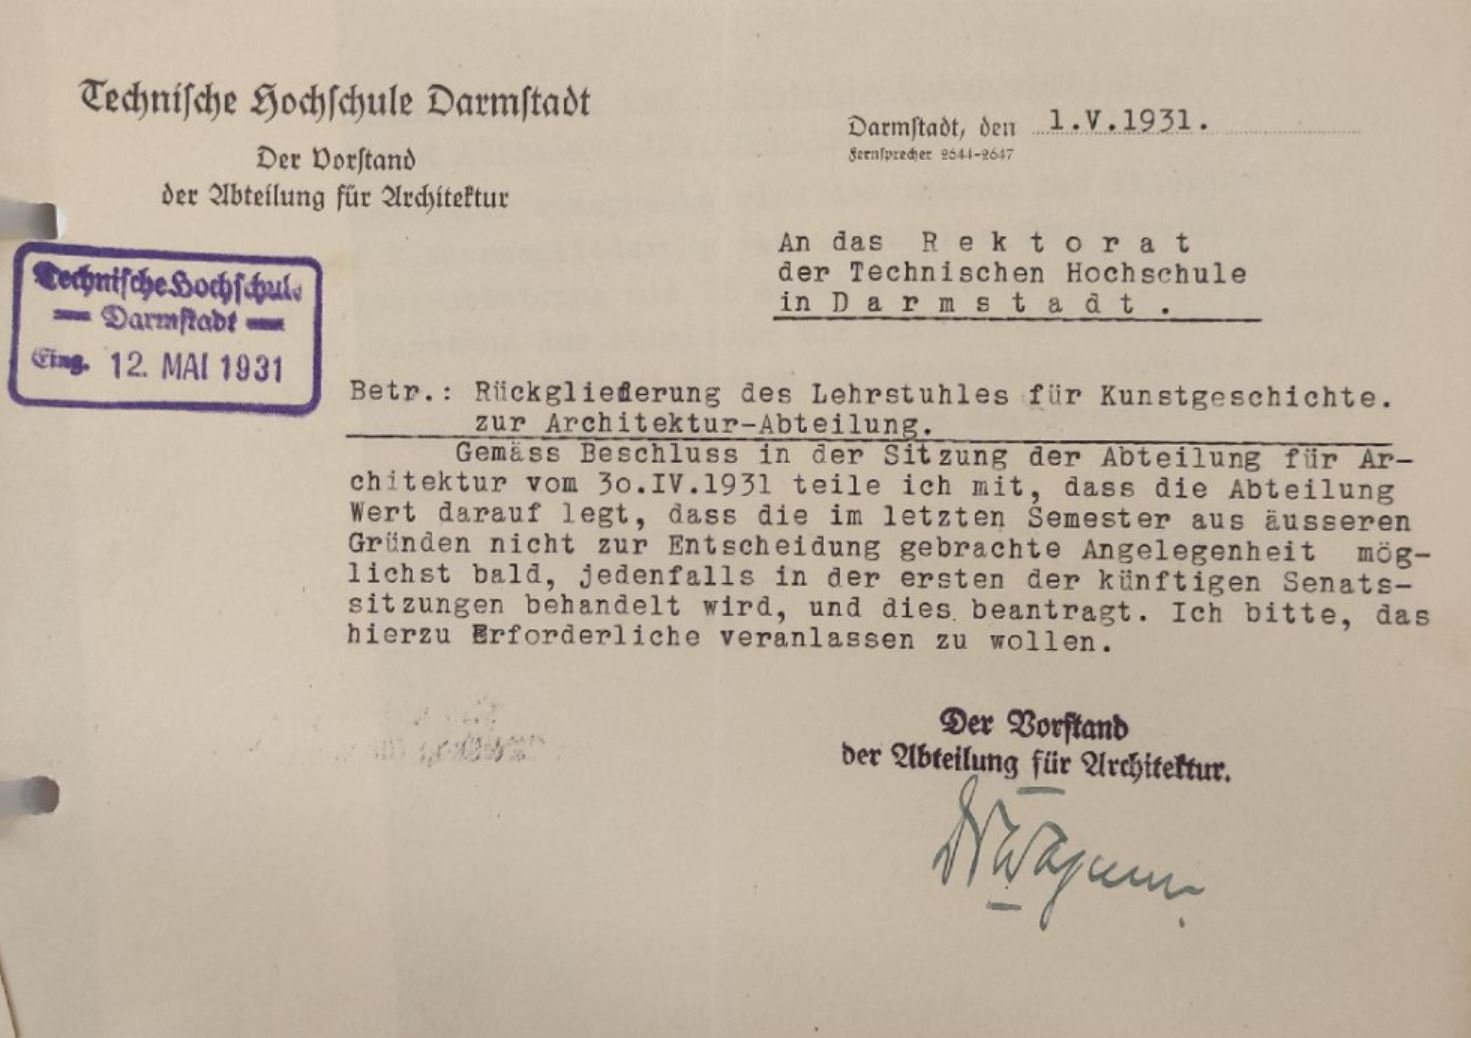 Technische Hochschule Darmstadt
Der Vorstand
der Abteilung für Architektur
Darmstadt, den 1.V.1931.
Fernsprecher 2644-2647
An das R e k t o r a t
der Technischen Hochschule
in D a r m s t a d t .
Technische Hochschule
Darmstadt
Eing. 12. MAI 1931
Betr.: Rückgliederung des Lehrstuhles für Kunstgeschichte.
zur Architektur-Abteilung.
Gemäss Beschluss in der Sitzung der Abteilung für Ar-
chitektur vom 3o.IV.1931 teile ich mit, dass die Abteilung
Wert darauf legt, dass die im letzten Semester aus äusseren
Gründen nicht zur Entscheidung gebrachte Angelegenheit mög-
lichst bald, jedenfalls in der ersten der künftigen Senats-
sitzungen behandelt wird, und dies beantragt. Ich bitte, das
hierzu Erforderliche veranlassen zu wollen.
Der Vorstand
der Abteilung für Architektur.